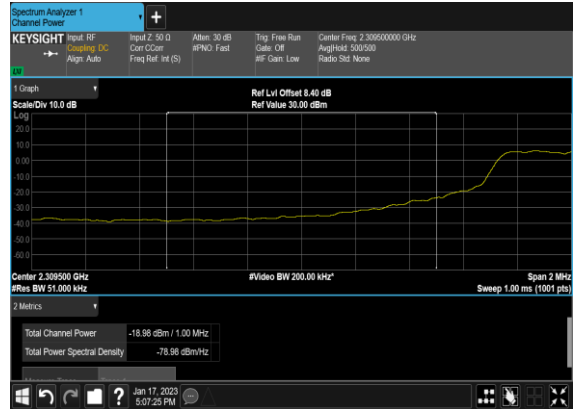 Spectrum Analyzer 1
Channel Power
+
KEYSIGHT Input: RF Input Z: 50 Ω Atten: 30 dB Trig: Free Run Center Freq: 2.309500000 GHz
Coupling: DC Corr CCorr #PNO: Fast Gate: Off Avg|Hold: 500/500
Align: Auto Freq Ref: Int (S) #IF Gain: Low Radio Std: None
1 Graph
Ref Lvl Offset 8.40 dB
Scale/Div 10.0 dB Ref Value 30.00 dBm
Log
20.0
10.0
0.00
-10.0
-20.0
-30.0
-40.0
-50.0
-60.0
Center 2.309500 GHz #Video BW 200.00 kHz* Span 2 MHz
#Res BW 51.000 kHz Sweep 1.00 ms (1001 pts)
2 Metrics
Total Channel Power -18.98 dBm / 1.00 MHz
Total Power Spectral Density -78.98 dBm/Hz
? Jan 17, 2023
5:07:25 PM